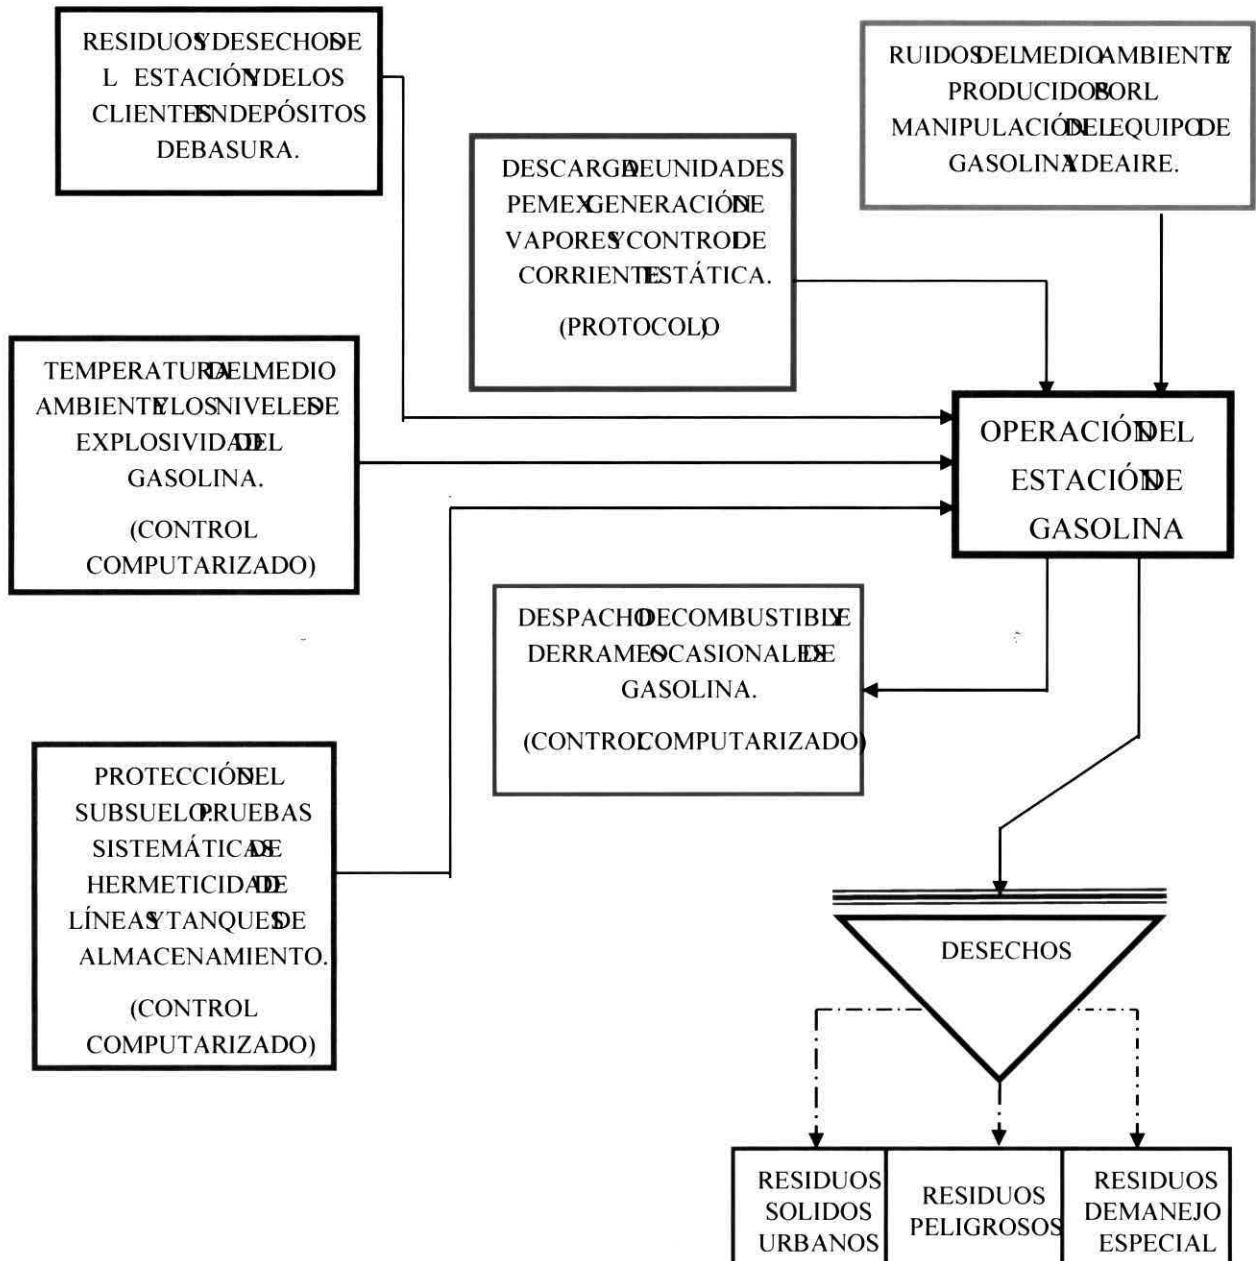 RESIDUOS Y DESECHOS DE
L ESTACIÓN Y DE LOS
CLIENTES EN DEPÓSITOS
DE BASURA.
RUIDOS DEL MEDIO AMBIENTE Y
PRODUCIDOS POR L
MANIPULACIÓN DEL EQUIPO DE
GASOLINA Y DE AIRE.
DESCARGA DE UNIDADES
PEMEX GENERACIÓN DE
VAPORES Y CONTROL DE
CORRIENTE ESTÁTICA.
(PROTOCOLO)
TEMPERATURA DEL MEDIO
AMBIENTE Y LOS NIVELES DE
EXPLOSIVIDAD DE L
GASOLINA.
(CONTROL
COMPUTARIZADO)
OPERACIÓN DE L
ESTACIÓN DE
GASOLINA
DESPACHO DE COMBUSTIBLE Y
DERRAMES OCASIONALES DE
GASOLINA.
(CONTROL COMPUTARIZADO)
PROTECCIÓN DEL
SUBSUELO. PRUEBAS
SISTEMÁTICAS DE
HERMETICIDAD DE
LÍNEAS Y TANQUES DE
ALMACENAMIENTO.
(CONTROL
COMPUTARIZADO)
DESECHOS
RESIDUOS
SOLIDOS
URBANOS
RESIDUOS
PELIGROSOS
RESIDUOS
DE MANEJO
ESPECIAL